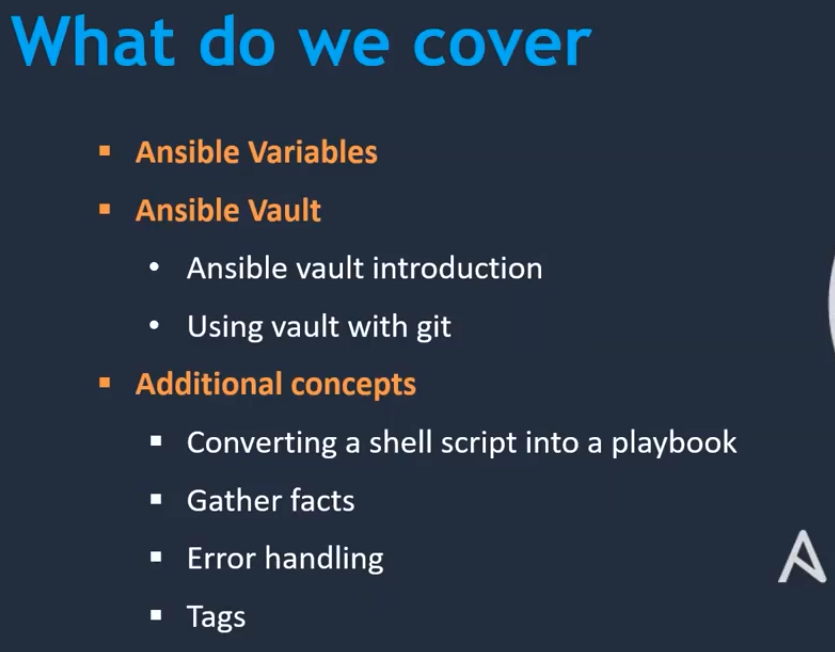 What do we cover
Ansible Variables
Ansible Vault
Ansible vault introduction
Using vault with git
Additional concepts
Converting a shell script into a playbook
Gather facts
Error handling
Tags